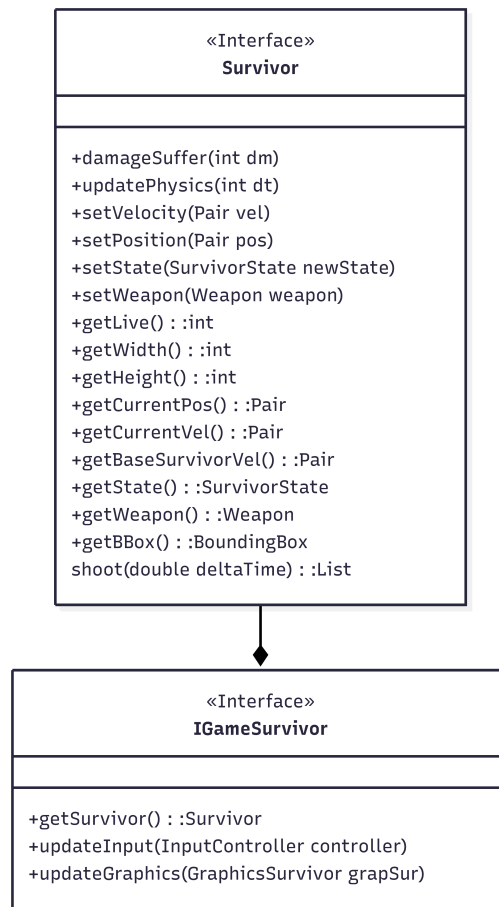 «Interface»
Survivor
+damageSuffer(int dm)
+updatePhysics(int dt)
+setVelocity(Pair vel)
+setPosition(Pair pos)
+setState(SurvivorState newState)
+setWeapon(Weapon weapon)
+getLive() : :int
+getWidth() : :int
+getHeight() : :int
+getCurrentPos() : :Pair
+getCurrentVel() : :Pair
+getBaseSurvivorVel() : :Pair
+getState() : :SurvivorState
+getWeapon() : :Weapon
+getBBox() : :BoundingBox
shoot(double deltaTime) : :List
«Interface»
IGameSurvivor
+getSurvivor() : :Survivor
+updateInput(InputController controller)
+updateGraphics(GraphicsSurvivor grapSur)